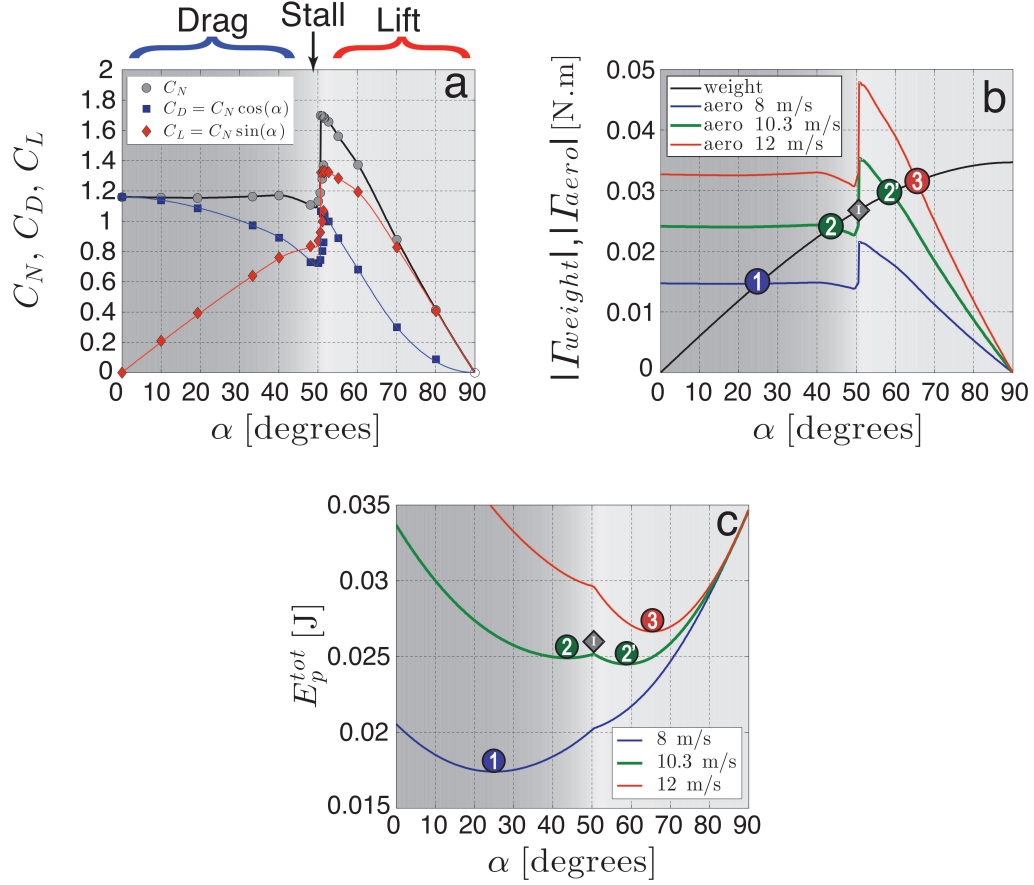 Drag Stall Lift
a
C_N, C_D, C_L
2
1.8
1.6
1.4
1.2
1
0.8
0.6
0.4
0.2
0
C_N
C_D = C_N cos(α)
C_L = C_N sin(α)
0 10 20 30 40 50 60 70 80 90
α [degrees]
b
|Γweight|, |Γaero| [N.m]
0.05
0.04
0.03
0.02
0.01
0
weight
aero 8 m/s
aero 10.3 m/s
aero 12 m/s
1
2
I
2'
3
0 10 20 30 40 50 60 70 80 90
α [degrees]
c
E_p^{tot} [J]
0.035
0.03
0.025
0.02
0.015
3
2
I
2'
1
8 m/s
10.3 m/s
12 m/s
0 10 20 30 40 50 60 70 80 90
α [degrees]